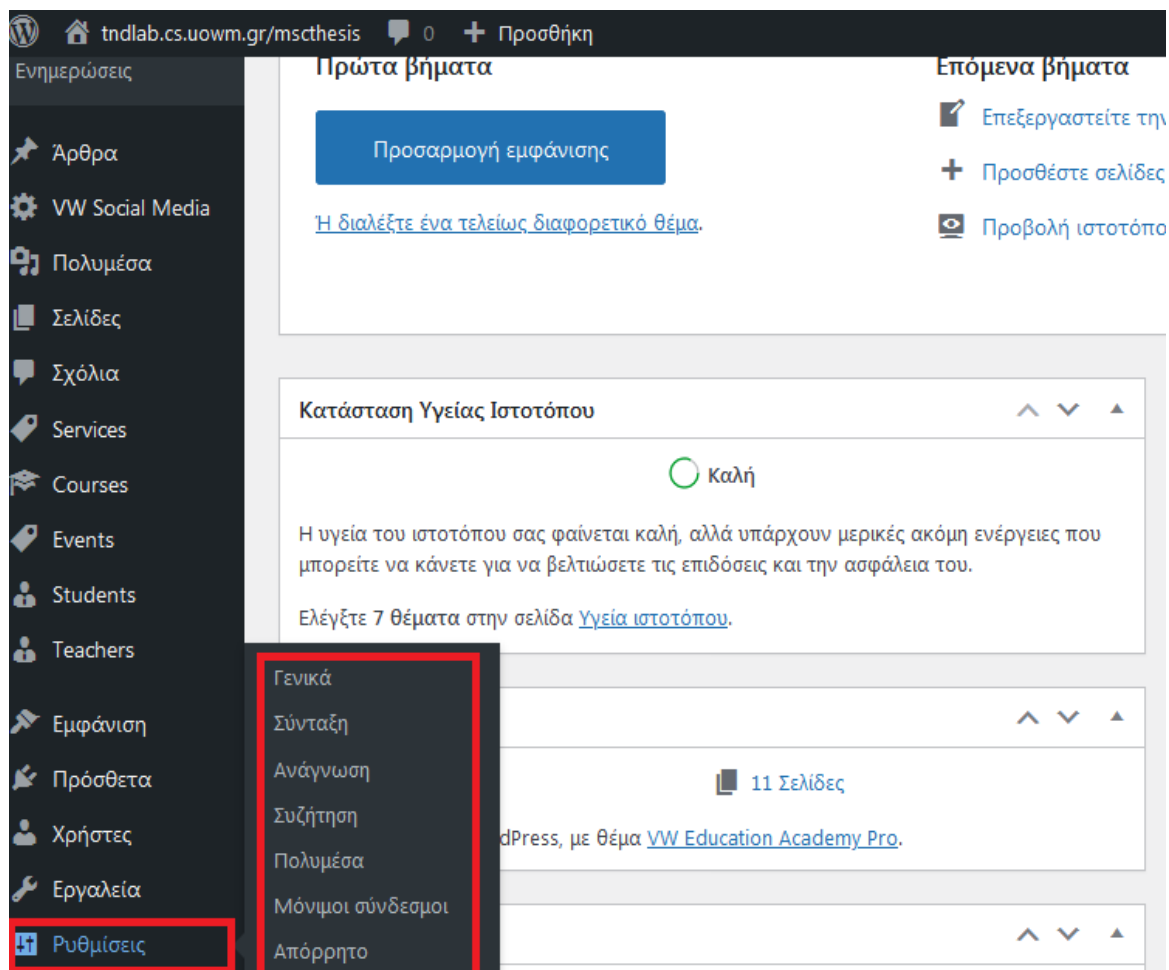 tndlab.cs.uowm.gr/mscthesis 0 Προσθήκη
Ενημερώσεις
Άρθρα
VW Social Media
Πολυμέσα
Σελίδες
Σχόλια
Services
Courses
Events
Students
Teachers
Εμφάνιση
Πρόσθετα
Χρήστες
Εργαλεία
Ρυθμίσεις
Γενικά
Σύνταξη
Ανάγνωση
Συζήτηση
Πολυμέσα
Μόνιμοι σύνδεσμοι
Απόρρητο
Πρώτα βήματα
Προσαρμογή εμφάνισης
Ή διαλέξτε ένα τελείως διαφορετικό θέμα.
Επόμενα βήματα
Επεξεργαστείτε την
Προσθέστε σελίδες
Προβολή ιστοτόπο
Κατάσταση Υγείας Ιστοτόπου
Καλή
Η υγεία του ιστοτόπου σας φαίνεται καλή, αλλά υπάρχουν μερικές ακόμη ενέργειες που
μπορείτε να κάνετε για να βελτιώσετε τις επιδόσεις και την ασφάλεια του.
Ελέγξτε 7 θέματα στην σελίδα Υγεία ιστοτόπου.
11 Σελίδες
dPress, με θέμα VW Education Academy Pro.